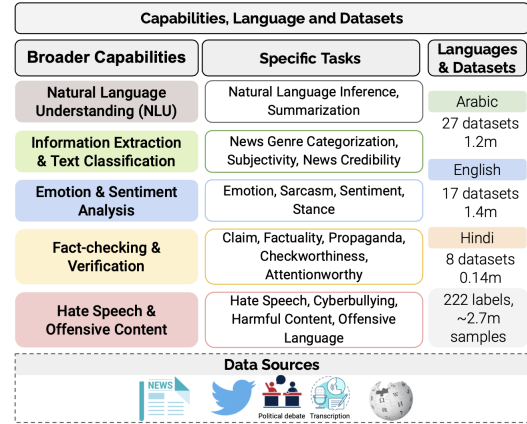 Capabilities, Language and Datasets
Broader Capabilities
Specific Tasks
Languages
& Datasets
Natural Language
Understanding (NLU)
Natural Language Inference,
Summarization
Information Extraction
& Text Classification
News Genre Categorization,
Subjectivity, News Credibility
Emotion & Sentiment
Analysis
Emotion, Sarcasm, Sentiment,
Stance
Fact-checking &
Verification
Claim, Factuality, Propaganda,
Checkworthiness,
Attentionworthy
Hate Speech &
Offensive Content
Hate Speech, Cyberbullying,
Harmful Content, Offensive
Language
Arabic
27 datasets
1.2m
English
17 datasets
1.4m
Hindi
8 datasets
0.14m
222 labels,
~2.7m
samples
Data Sources
NEWS
Political debate
Transcription